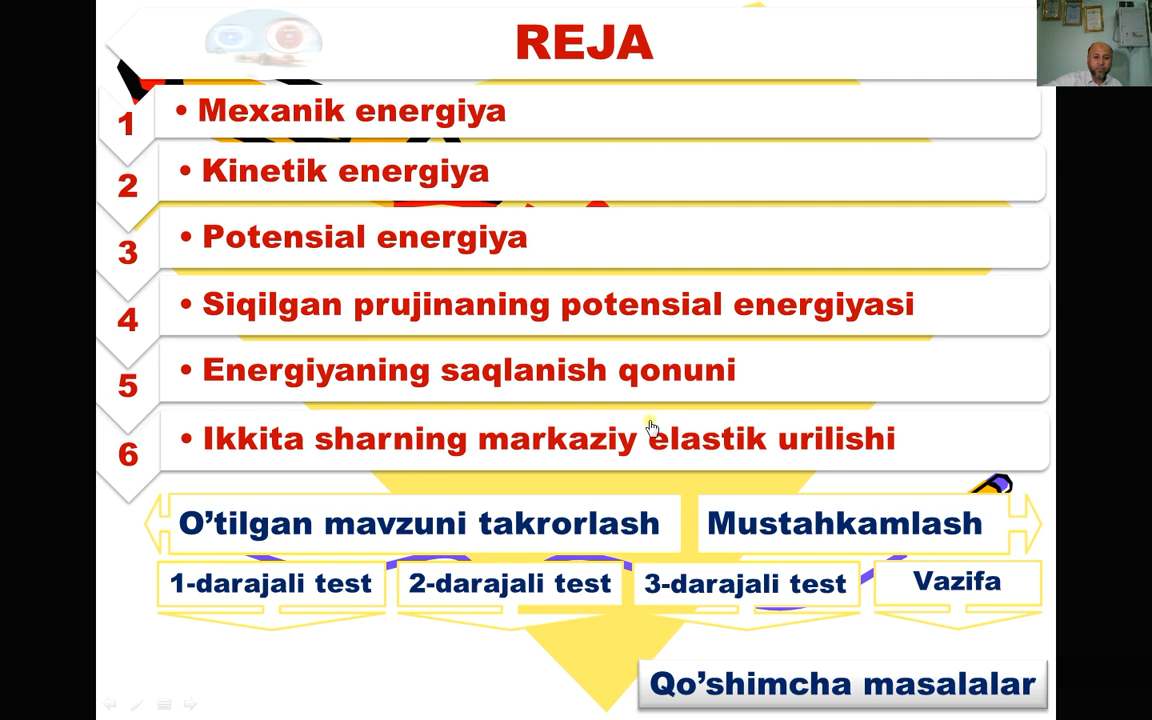 REJA
1
• Mexanik energiya
2
• Kinetik energiya
3
• Potensial energiya
4
• Siqilgan prujinaning potensial energiyasi
5
• Energiyaning saqlanish qonuni
6
• Ikkita sharning markaziy elastik urilishi
O’tilgan mavzuni takrorlash
Mustahkamlash
1-darajali test
2-darajali test
3-darajali test
Vazifa
Qo’shimcha masalalar